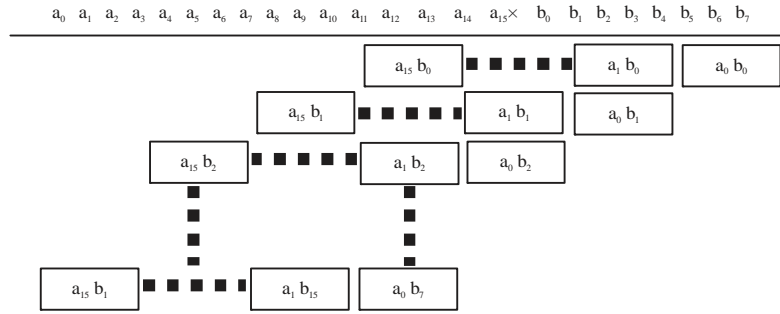 a₀ a₁ a₂ a₃ a₄ a₅ a₆ a₇ a₈ a₉ a₁₀ a₁₁ a₁₂ a₁₃ a₁₄ a₁₅× b₀ b₁ b₂ b₃ b₄ b₅ b₆ b₇
a₁₅ b₀ a₁ b₀ a₀ b₀
a₁₅ b₁ a₁ b₁ a₀ b₁
a₁₅ b₂ a₁ b₂ a₀ b₂
a₁₅ b₁ a₁ b₁₅ a₀ b₇